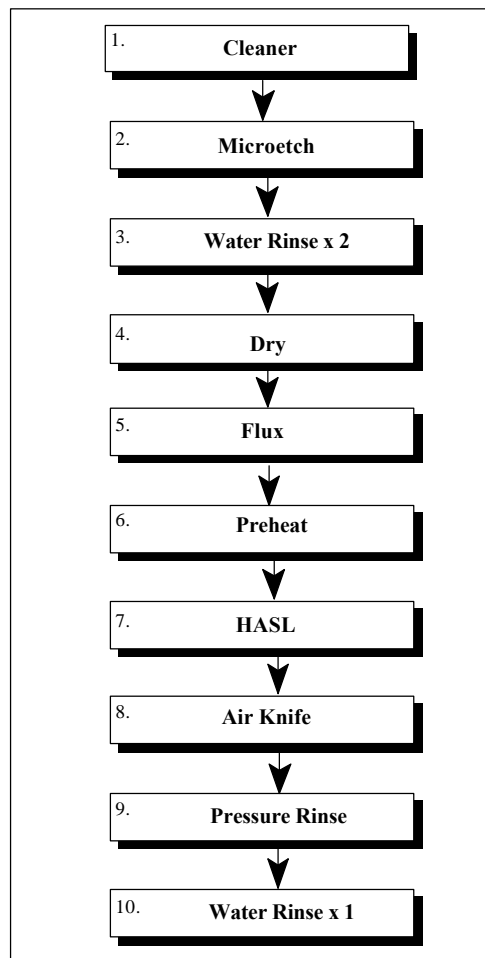 1. Cleaner
2. Microetch
3. Water Rinse x 2
4. Dry
5. Flux
6. Preheat
7. HASL
8. Air Knife
9. Pressure Rinse
10. Water Rinse x 1